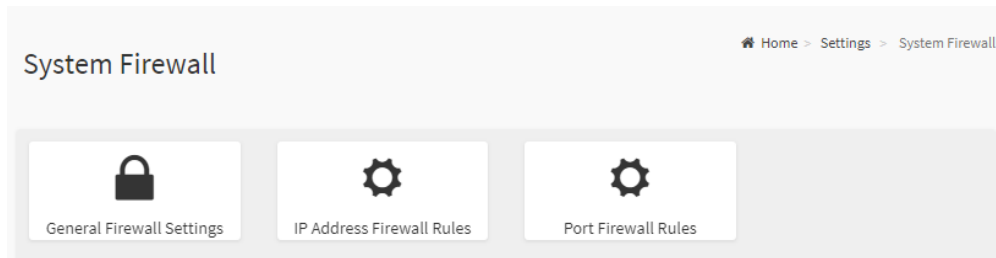 Home > Settings > System Firewall
System Firewall
General Firewall Settings
IP Address Firewall Rules
Port Firewall Rules